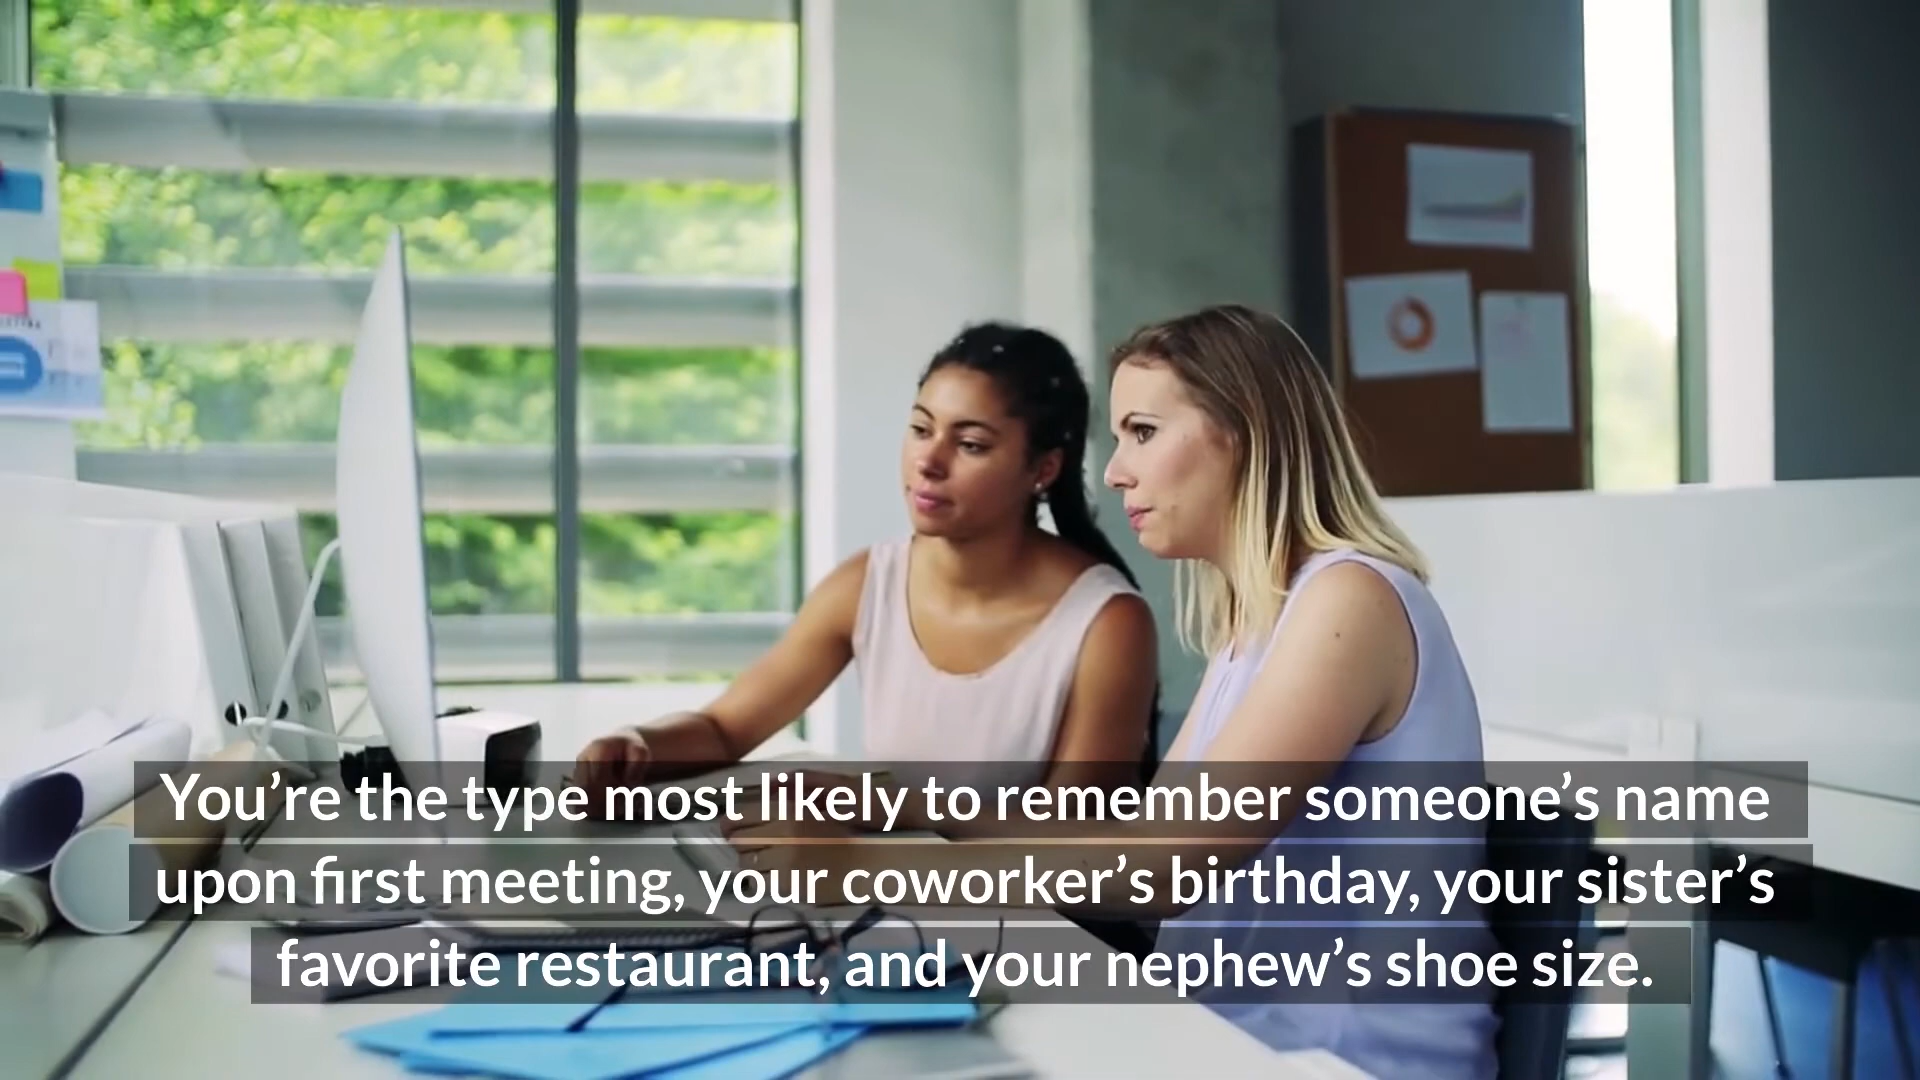 You’re the type most likely to remember someone’s name
upon first meeting, your coworker’s birthday, your sister’s
favorite restaurant, and your nephew’s shoe size.